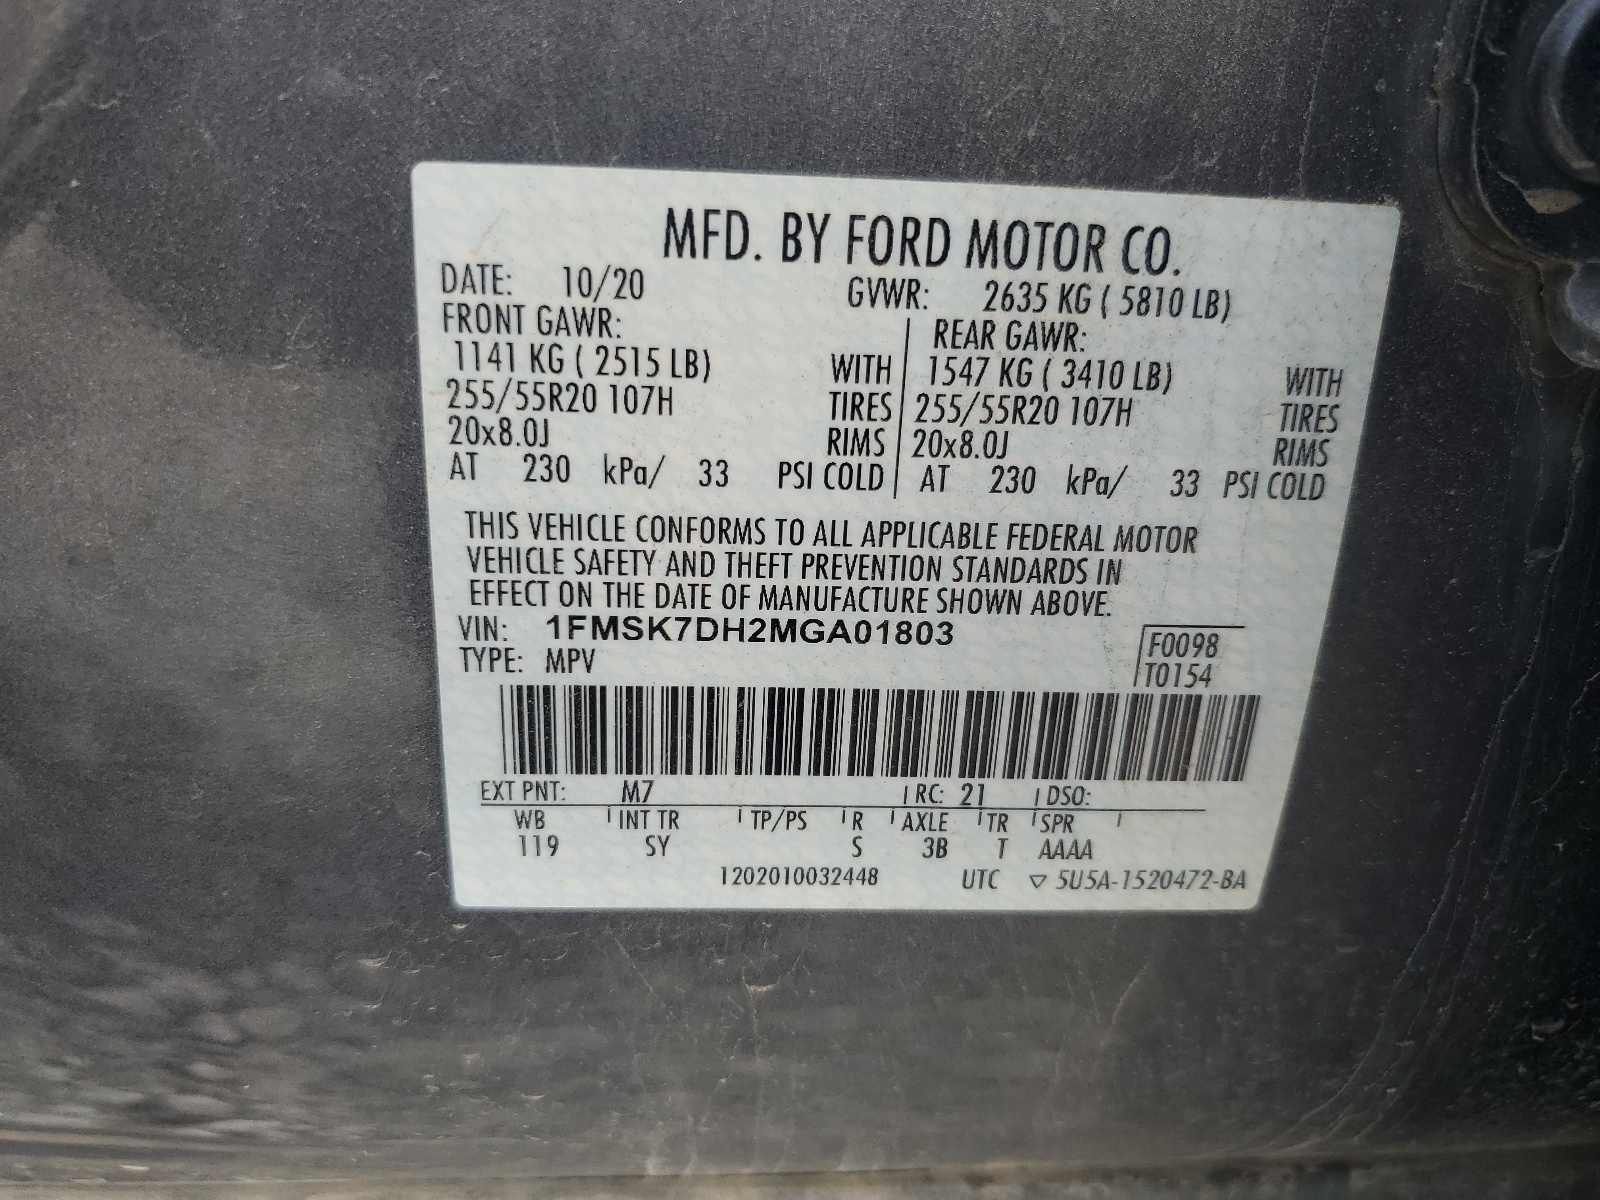 MFD. BY FORD MOTOR CO.
DATE: 10/20 GVWR: 2635 KG ( 5810 LB)
FRONT GAWR: REAR GAWR:
1141 KG ( 2515 LB) WITH 1547 KG ( 3410 LB) WITH
255/55R20 107H TIRES 255/55R20 107H TIRES
20x8.0J RIMS 20x8.0J RIMS
AT 230 kPa/ 33 PSI COLD AT 230 kPa/ 33 PSI COLD
THIS VEHICLE CONFORMS TO ALL APPLICABLE FEDERAL MOTOR
VEHICLE SAFETY AND THEFT PREVENTION STANDARDS IN
EFFECT ON THE DATE OF MANUFACTURE SHOWN ABOVE.
VIN: 1FMSK7DH2MGA01803 F0098
TYPE: MPV T0154
EXT PNT: M7 RC: 21 DSO:
WB INT TR TP/PS R AXLE TR SPR
119 SY S 3B T AAAA
1202010032448 UTC ▽ 5U5A-1520472-BA